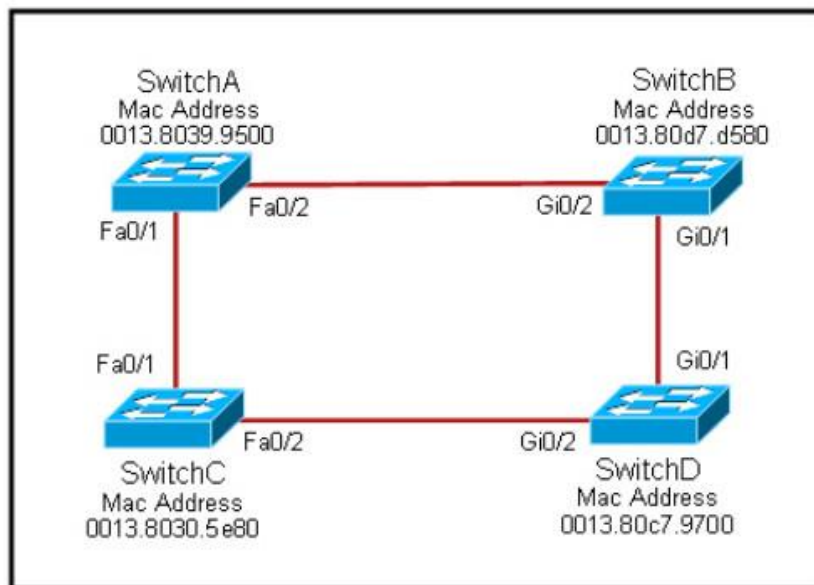 SwitchA
Mac Address
0013.8039.9500
SwitchB
Mac Address
0013.80d7.d580
Fa0/2
Gi0/2
Fa0/1
Gi0/1
Fa0/1
Gi0/1
Fa0/2
Gi0/2
SwitchC
Mac Address
0013.8030.5e80
SwitchD
Mac Address
0013.80c7.9700